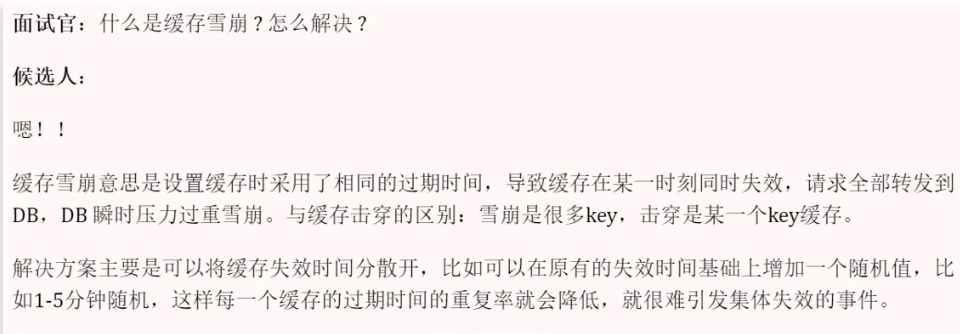 面试官：什么是缓存雪崩？怎么解决？
候选人：
嗯！！
缓存雪崩意思是设置缓存时采用了相同的过期时间，导致缓存在某一时刻同时失效，请求全部转发到
DB，DB 瞬时压力过重雪崩。与缓存击穿的区别：雪崩是很多key，击穿是某一个key缓存。
解决方案主要是可以将缓存失效时间分散开，比如可以在原有的失效时间基础上增加一个随机值，比
如1-5分钟随机，这样每一个缓存的过期时间的重复率就会降低，就很难引发集体失效的事件。